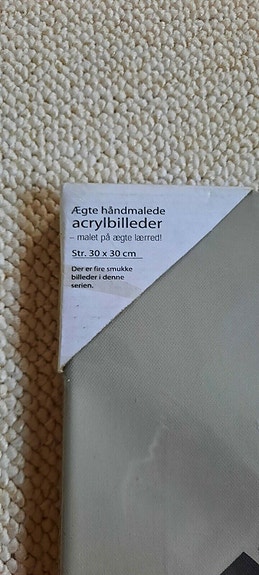 Ægte håndmalede
acrylbilleder
– malet på ægte lærred!
Str. 30 x 30 cm
Der er fire smukke
billeder i denne
serien.